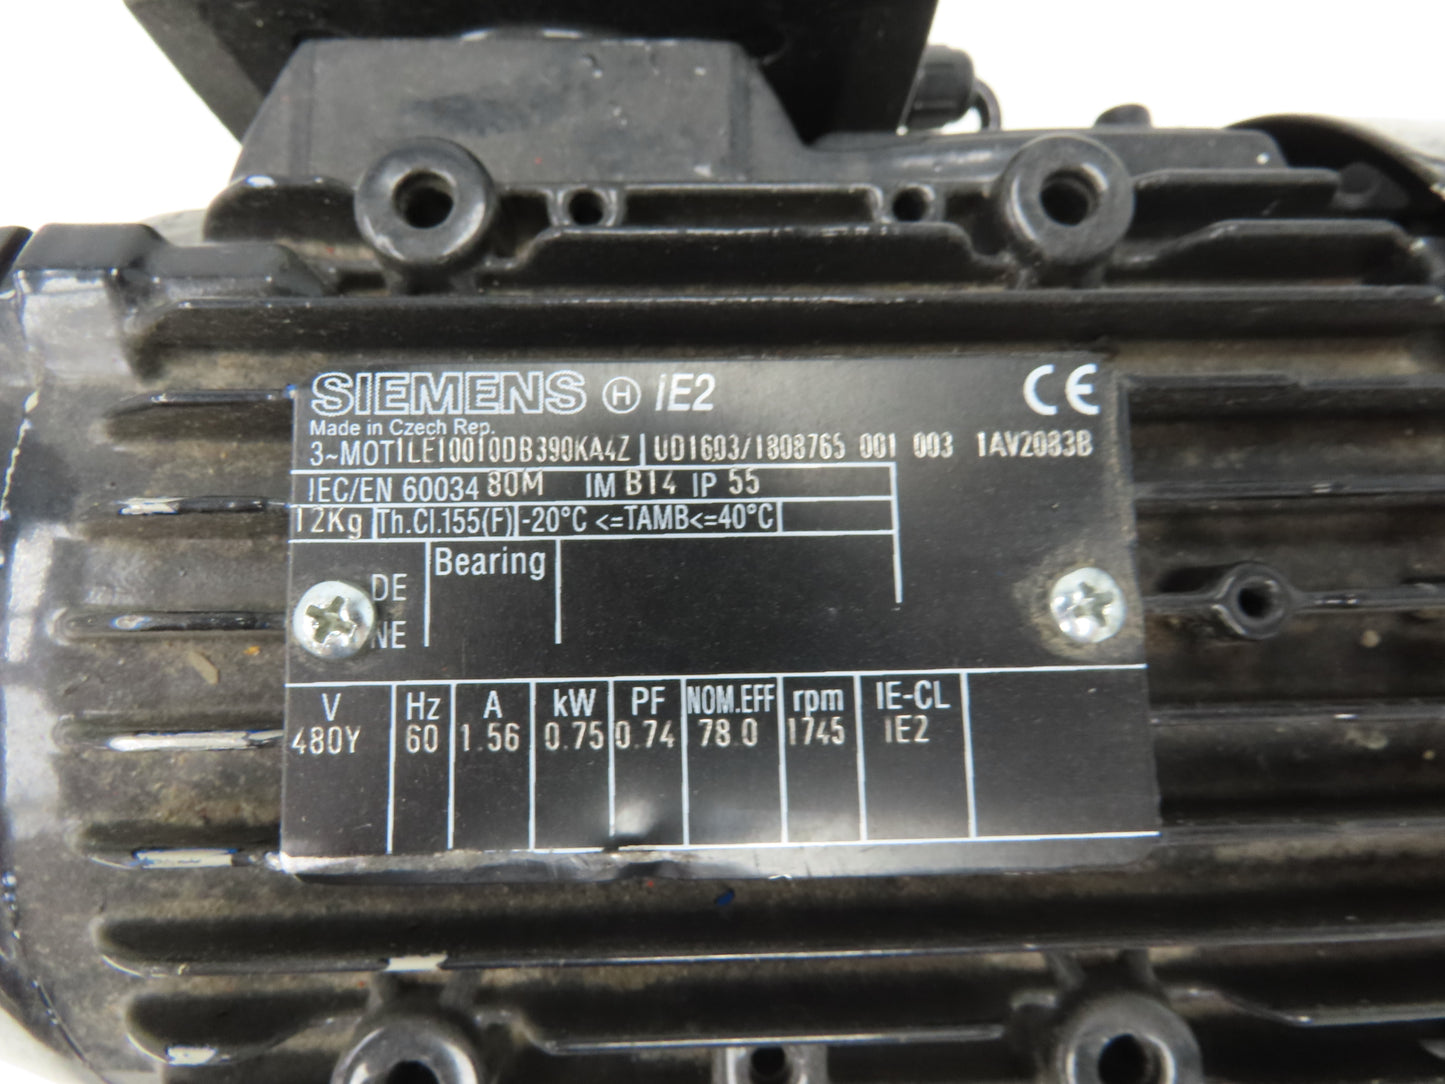 SIEMENS Ⓗ IE2 CE
Made in Czech Rep.
3~MOT1LE10010DB390KA4Z UD1603/1808765 001 003 1AV2083B
IEC/EN 60034 80M IM B14 IP 55
12Kg Th.Cl.155(F) -20°C <=TAMB<=40°C
Bearing
DE
NE
V Hz A kW PF NOM.EFF rpm IE-CL
480Y 60 1.56 0.75 0.74 78.0 1745 IE2